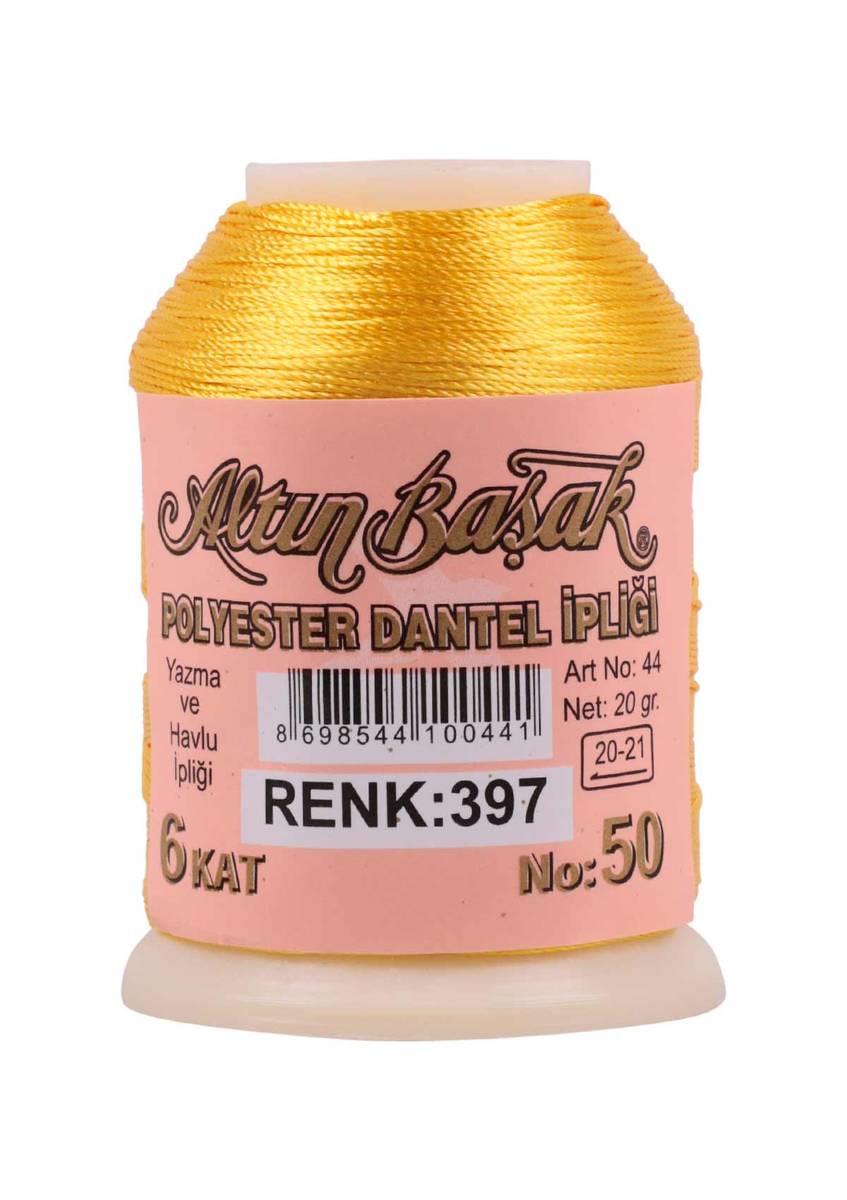 Altın Başak
POLYESTER DANTEL İPLİĞİ
Yazma
ve
Havlu
İpliği
8 698544 100441
Art No: 44
Net: 20 gr.
20-21
RENK:397
6 KAT
No: 50